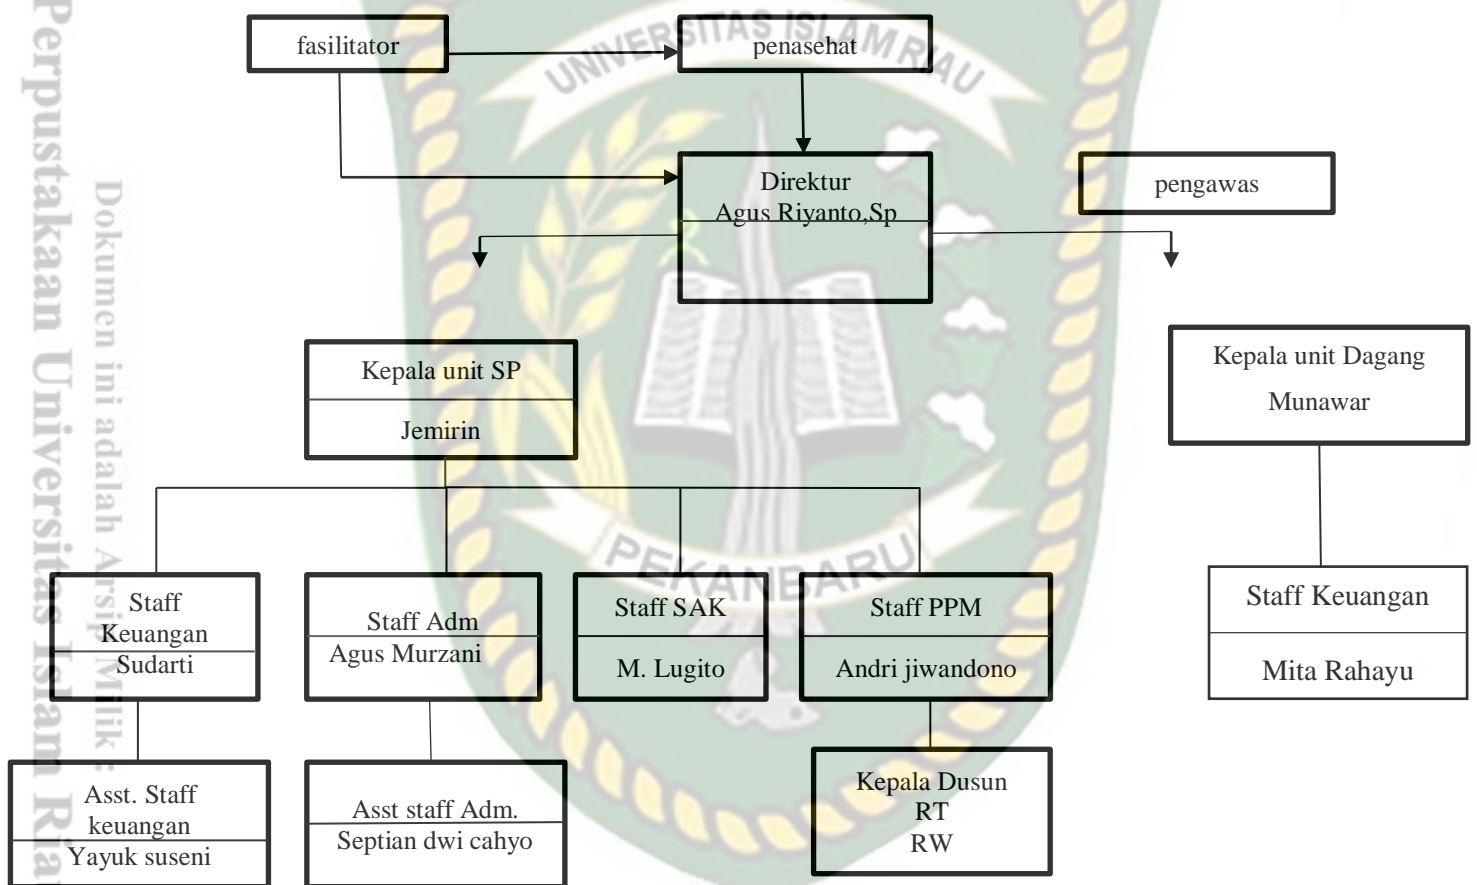 fasilitator
penasehat
UNIVERSITAS ISLAM RIAU
Direktur
Agus Riyanto,Sp
pengawas
Kepala unit SP
Jemirin
Kepala unit Dagang
Munawar
PEKANBARU
Staff
Keuangan
Sudarti
Staff Adm
Agus Murzani
Staff SAK
M. Lugito
Staff PPM
Andri jiwandono
Staff Keuangan
Mita Rahayu
Asst. Staff
keuangan
Yayuk suseni
Asst staff Adm.
Septian dwi cahyo
Kepala Dusun
RT
RW
Dokumen ini adalah Arsip Milik :
Perpustakaan Universitas Islam Riau